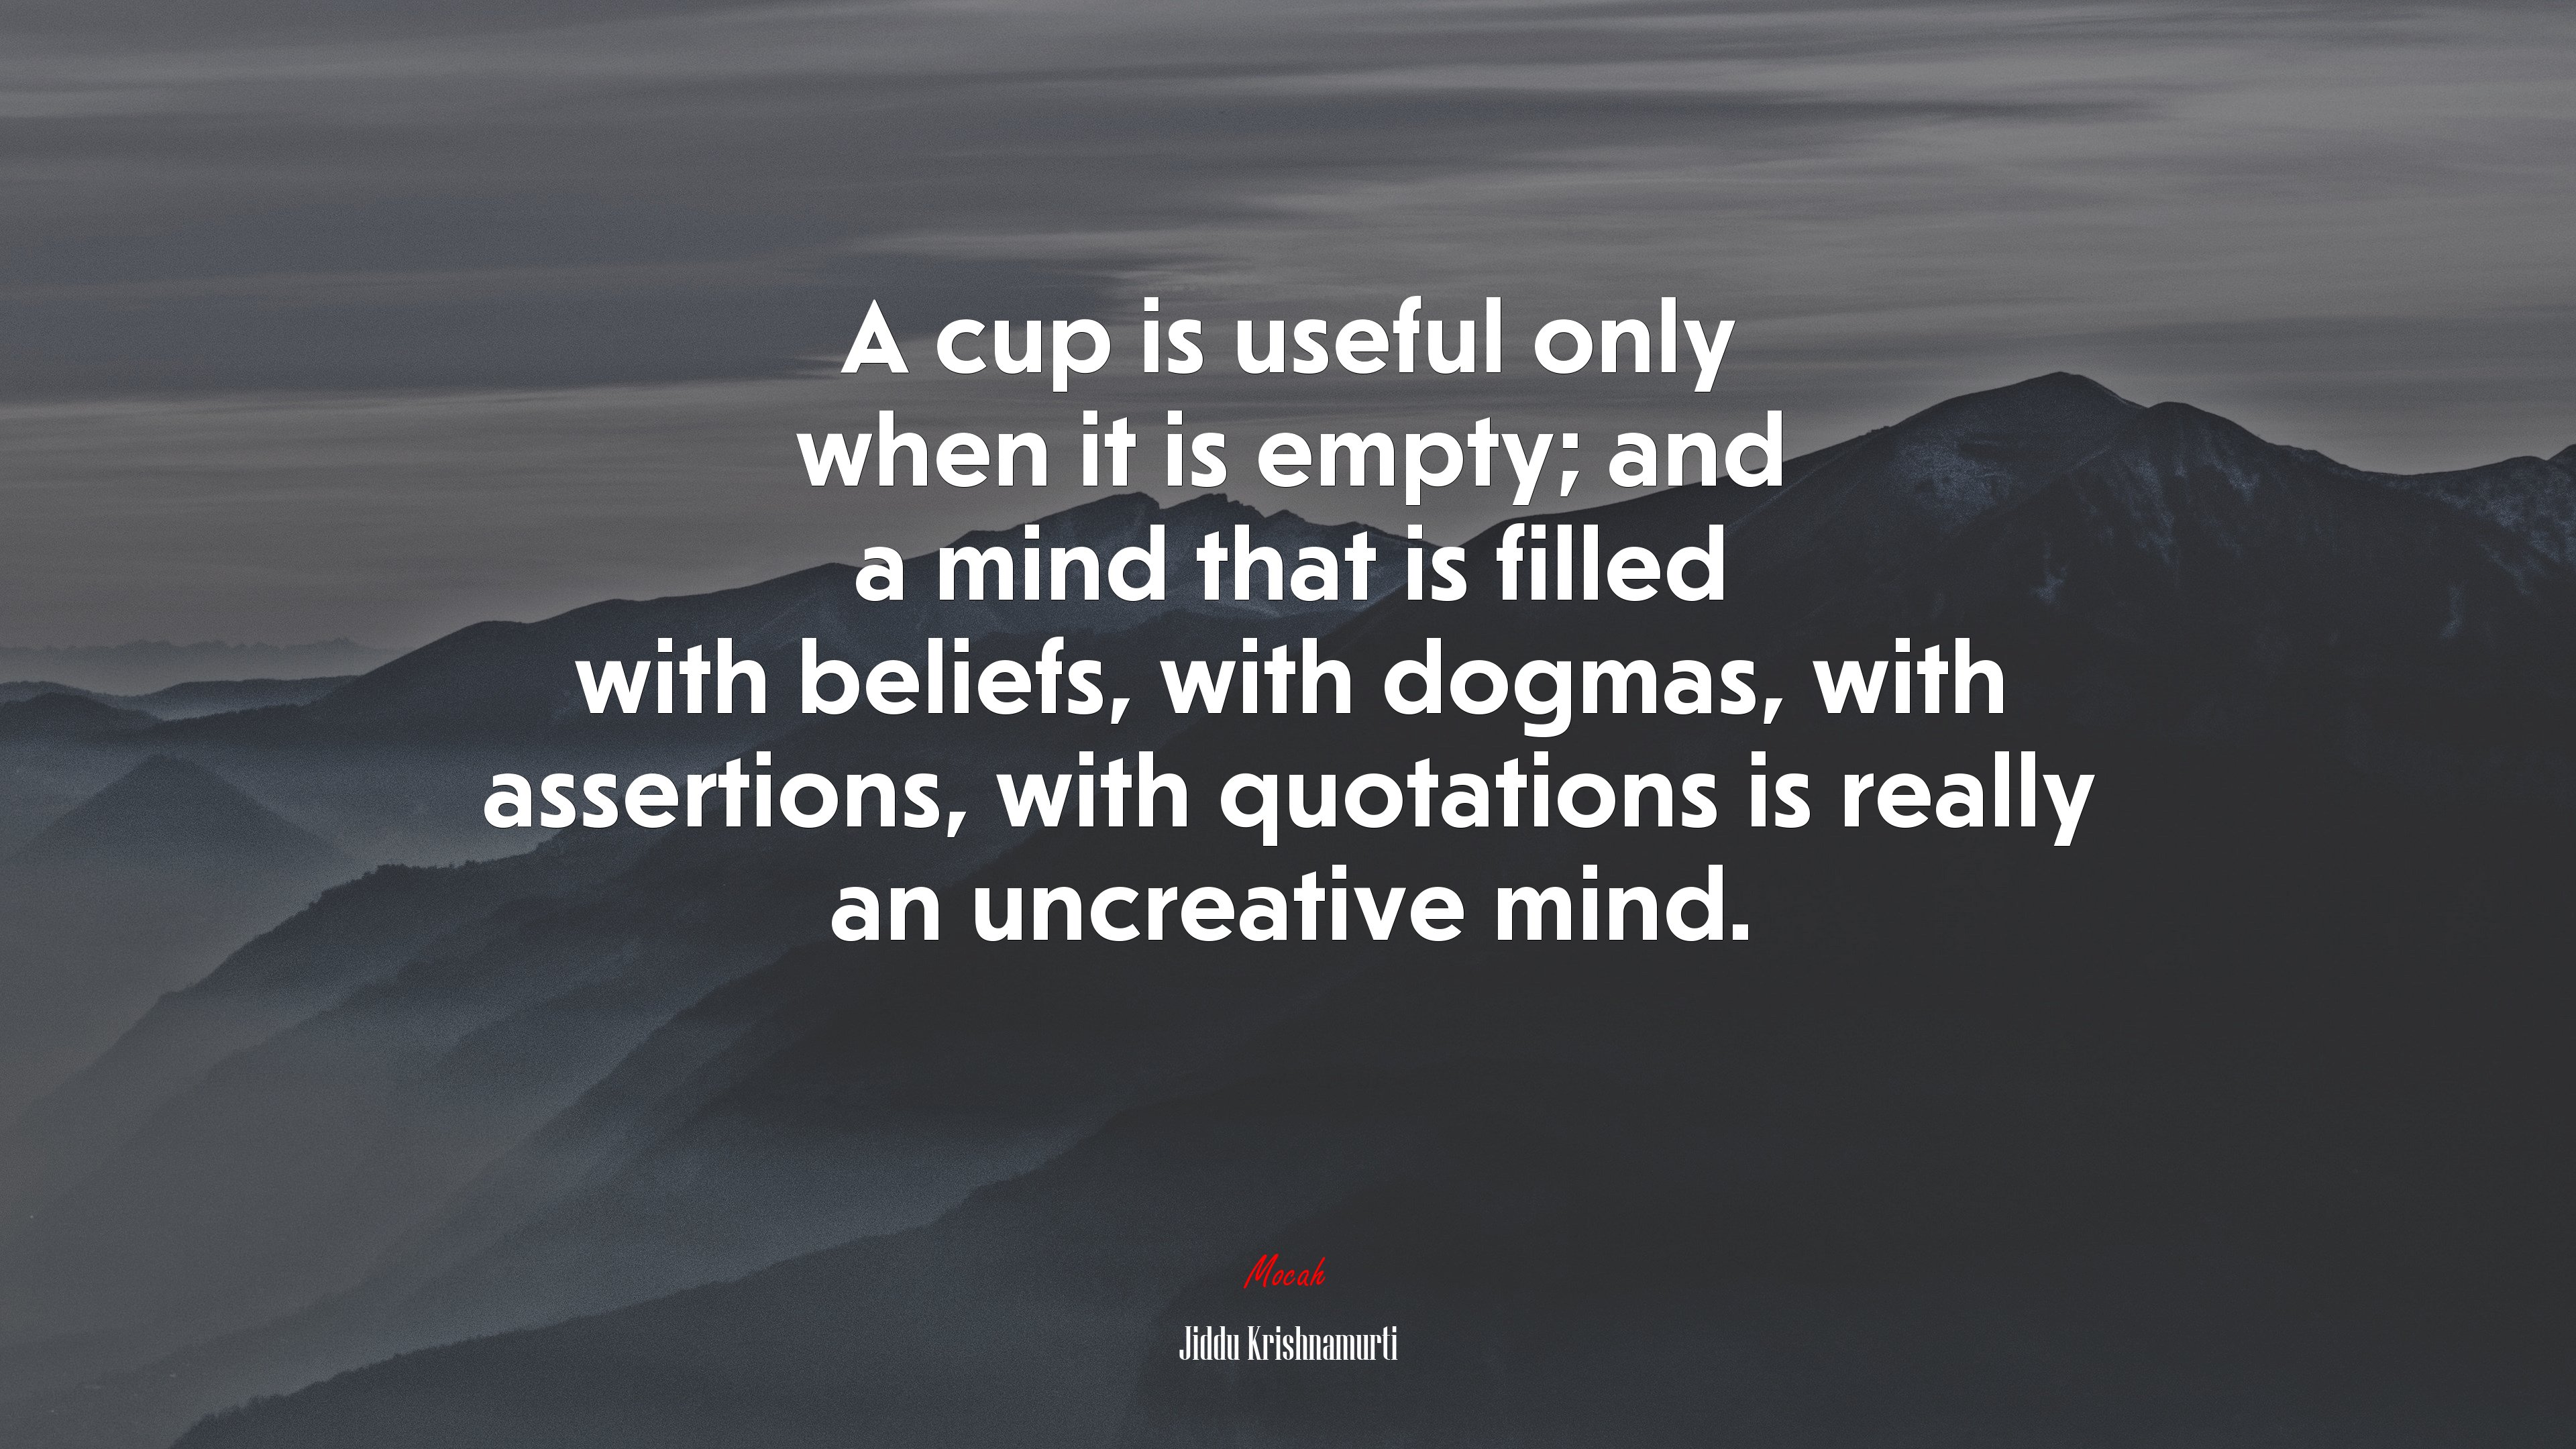 A cup is useful only
when it is empty; and
a mind that is filled
with beliefs, with dogmas, with
assertions, with quotations is really
an uncreative mind.
Mocah
Jiddu Krishnamurti